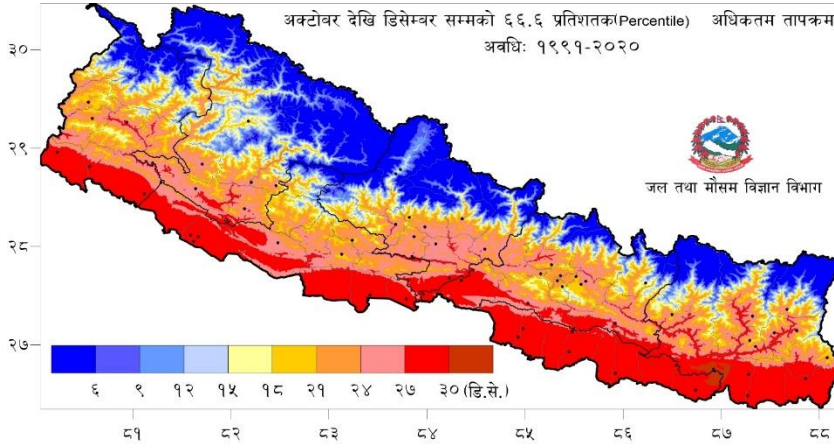 अक्टोबर देखि डिसेम्बर सम्मको ६६.६ प्रतिशतक(Percentile) अधिकतम तापक्रम
अवधिः १९९१-२०२०
३०
२९
जल तथा मौसम विज्ञान विभाग
२८
२७
६ ९ १२ १५ १८ २१ २४ २७ ३० (डि.से.)
८१ ८२ ८३ ८४ ८५ ८६ ८७ ८८